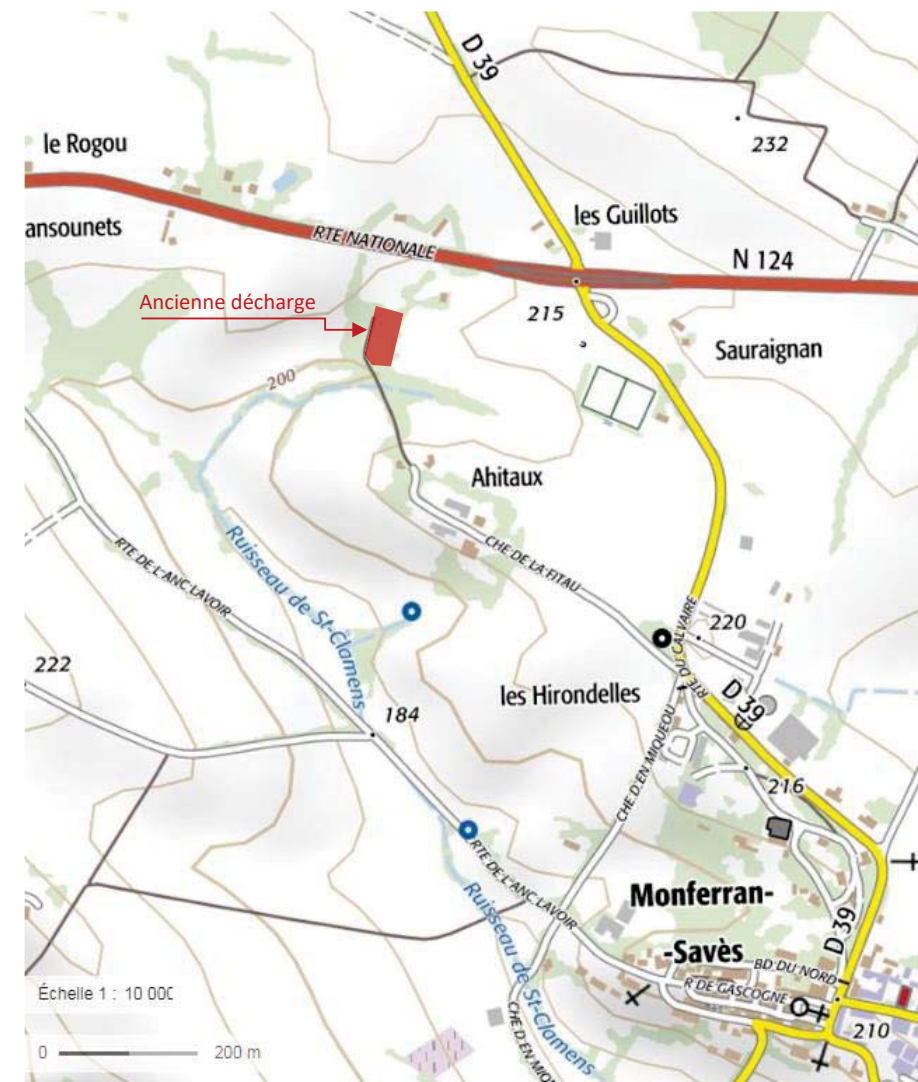 D 39
le Rogou
232
les Guillots
ansounets
RTE NATIONALE
N 124
Ancienne décharge
215
Sauraignan
200
Ahitaux
CHE DE LA FITAU
RTE DE L'ANC LAVOIR
Ruisseau de St-Clamens
RTE DU CALVAIRE
220
222
les Hirondelles
D 39
184
CHE D'EN MIQUEOU
216
RTE DE L'ANC LAVOIR
Monferran-
-Savès
D 39
Ruisseau de St-Clamens
BD DU NORD
R DE GASCOGNE
Échelle 1 : 10 000
CHE D'EN MIQ
210
0 200 m